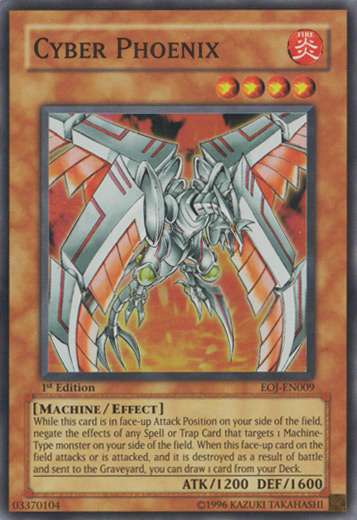 CYBER PHOENIX
FIRE
炎
1st Edition
EOJ-EN009
[MACHINE/EFFECT]
While this card is in face-up Attack Position on your side of the field,
negate the effects of any Spell or Trap Card that targets 1 Machine-
Type monster on your side of the field. When this face-up card on the
field attacks or is attacked, and it is destroyed as a result of battle
and sent to the Graveyard, you can draw 1 card from your Deck.
ATK/1200 DEF/1600
03370104
©1996 KAZUKI TAKAHASHI